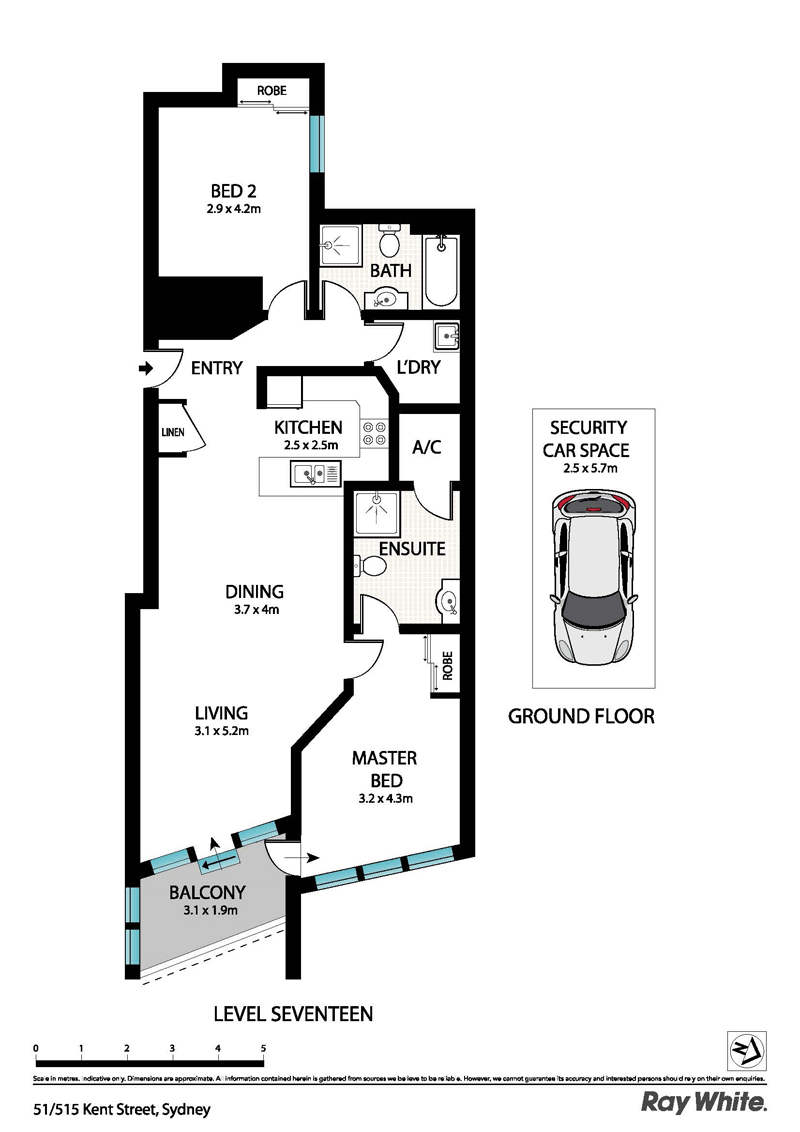 ROBE
BED 2
2.9 x 4.2m
BATH
ENTRY
L'DRY
LINEN
KITCHEN
2.5 x 2.5m
A/C
SECURITY
CAR SPACE
2.5 x 5.7m
ENSUITE
DINING
3.7 x 4m
ROBE
LIVING
3.1 x 5.2m
GROUND FLOOR
MASTER
BED
3.2 x 4.3m
BALCONY
3.1 x 1.9m
LEVEL SEVENTEEN
0 1 2 3 4 5
N
Scale in metres. Indicative only. Dimensions are approximate. All information contained herein is gathered from sources we believe to be reliable. However, we cannot guarantee its accuracy and interested persons should rely on their own enquiries.
51/515 Kent Street, Sydney
Ray White.